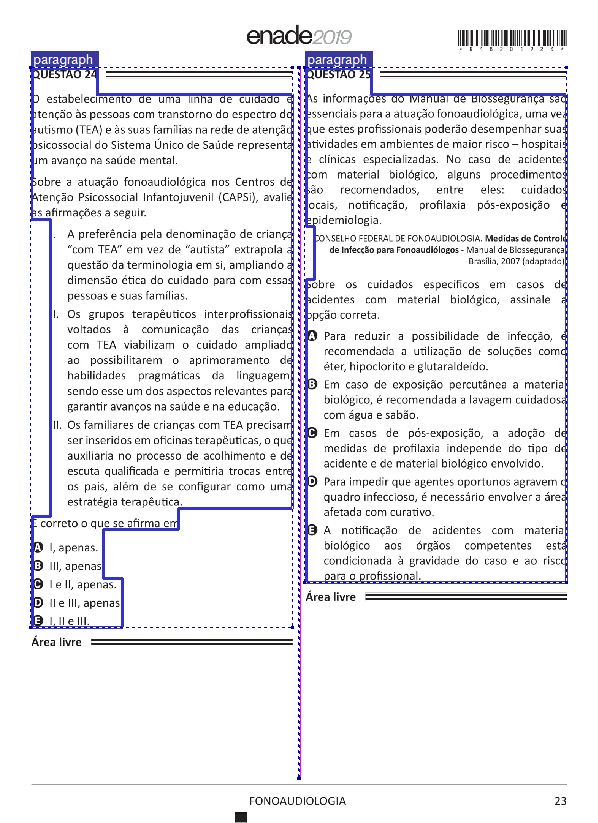 enade2019
paragraph
QUESTÃO 24
O estabelecimento de uma linha de cuidado e
atenção às pessoas com transtorno do espectro do
autismo (TEA) e às suas famílias na rede de atenção
psicossocial do Sistema Único de Saúde representa
um avanço na saúde mental.
Sobre a atuação fonoaudiológica nos Centros de
Atenção Psicossocial Infantojuvenil (CAPSi), avalie
as afirmações a seguir.
I. A preferência pela denominação de criança
"com TEA" em vez de "autista" extrapola a
questão da terminologia em si, ampliando a
dimensão ética do cuidado para com essas
pessoas e suas famílias.
II. Os grupos terapêuticos interprofissionais
voltados à comunicação das crianças
com TEA viabilizam o cuidado ampliado
ao possibilitarem o aprimoramento de
habilidades pragmáticas da linguagem,
sendo esse um dos aspectos relevantes para
garantir avanços na saúde e na educação.
III. Os familiares de crianças com TEA precisam
ser inseridos em oficinas terapêuticas, o que
auxiliaria no processo de acolhimento e de
escuta qualificada e permitiria trocas entre
os pais, além de se configurar como uma
estratégia terapêutica.
É correto o que se afirma em
A I, apenas.
B III, apenas.
C I e II, apenas.
D II e III, apenas.
E I, II e III.
Área livre
paragraph
QUESTÃO 25
As informações do Manual de Biossegurança são
essenciais para a atuação fonoaudiológica, uma vez
que estes profissionais poderão desempenhar suas
atividades em ambientes de maior risco – hospitais
e clínicas especializadas. No caso de acidentes
com material biológico, alguns procedimentos
são recomendados, entre eles: cuidados
locais, notificação, profilaxia pós-exposição e
epidemiologia.
CONSELHO FEDERAL DE FONOAUDIOLOGIA. Medidas de Controle
de Infecção para Fonoaudiólogos - Manual de Biossegurança.
Brasília, 2007 (adaptado).
Sobre os cuidados específicos em casos de
acidentes com material biológico, assinale a
opção correta.
A Para reduzir a possibilidade de infecção, é
recomendada a utilização de soluções como
éter, hipoclorito e glutaraldeído.
B Em caso de exposição percutânea a material
biológico, é recomendada a lavagem cuidadosa
com água e sabão.
C Em casos de pós-exposição, a adoção de
medidas de profilaxia independe do tipo de
acidente e de material biológico envolvido.
D Para impedir que agentes oportunos agravem o
quadro infeccioso, é necessário envolver a área
afetada com curativo.
E A notificação de acidentes com material
biológico aos órgãos competentes está
condicionada à gravidade do caso e ao risco
para o profissional.
Área livre
FONOAUDIOLOGIA
23